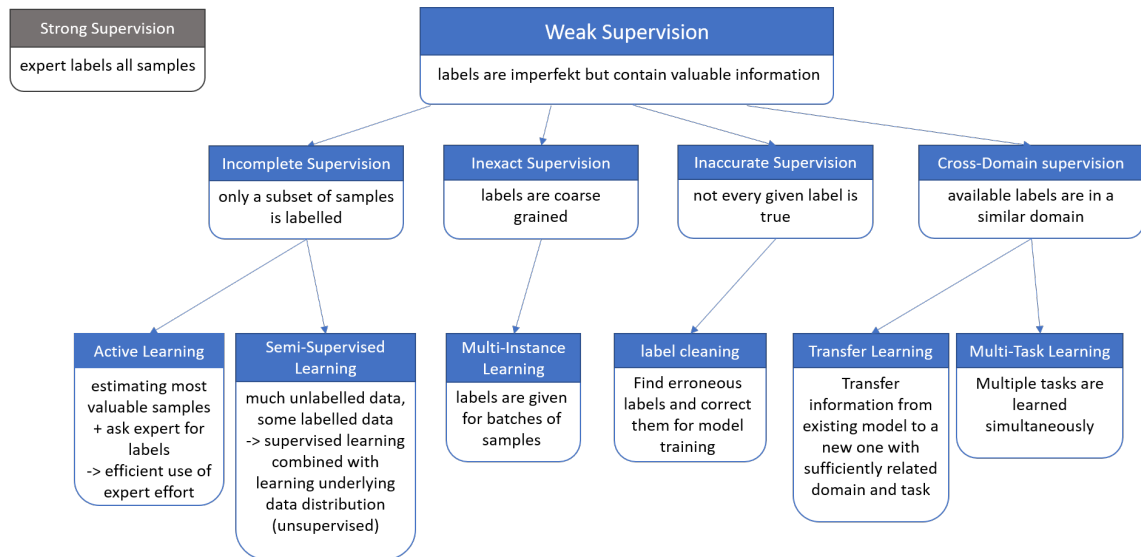 Strong Supervision
expert labels all samples
Weak Supervision
labels are imperfekt but contain valuable information
Incomplete Supervision
only a subset of samples
is labelled
Inexact Supervision
labels are coarse
grained
Inaccurate Supervision
not every given label is
true
Cross-Domain supervision
available labels are in a
similar domain
Active Learning
estimating most
valuable samples
+ ask expert for
labels
-> efficient use of
expert effort
Semi-Supervised
Learning
much unlabelled data,
some labelled data
-> supervised learning
combined with
learning underlying
data distribution
(unsupervised)
Multi-Instance
Learning
labels are given
for batches of
samples
label cleaning
Find erroneous
labels and correct
them for model
training
Transfer Learning
Transfer
information from
existing model to a
new one with
sufficiently related
domain and task
Multi-Task Learning
Multiple tasks are
learned
simultaneously